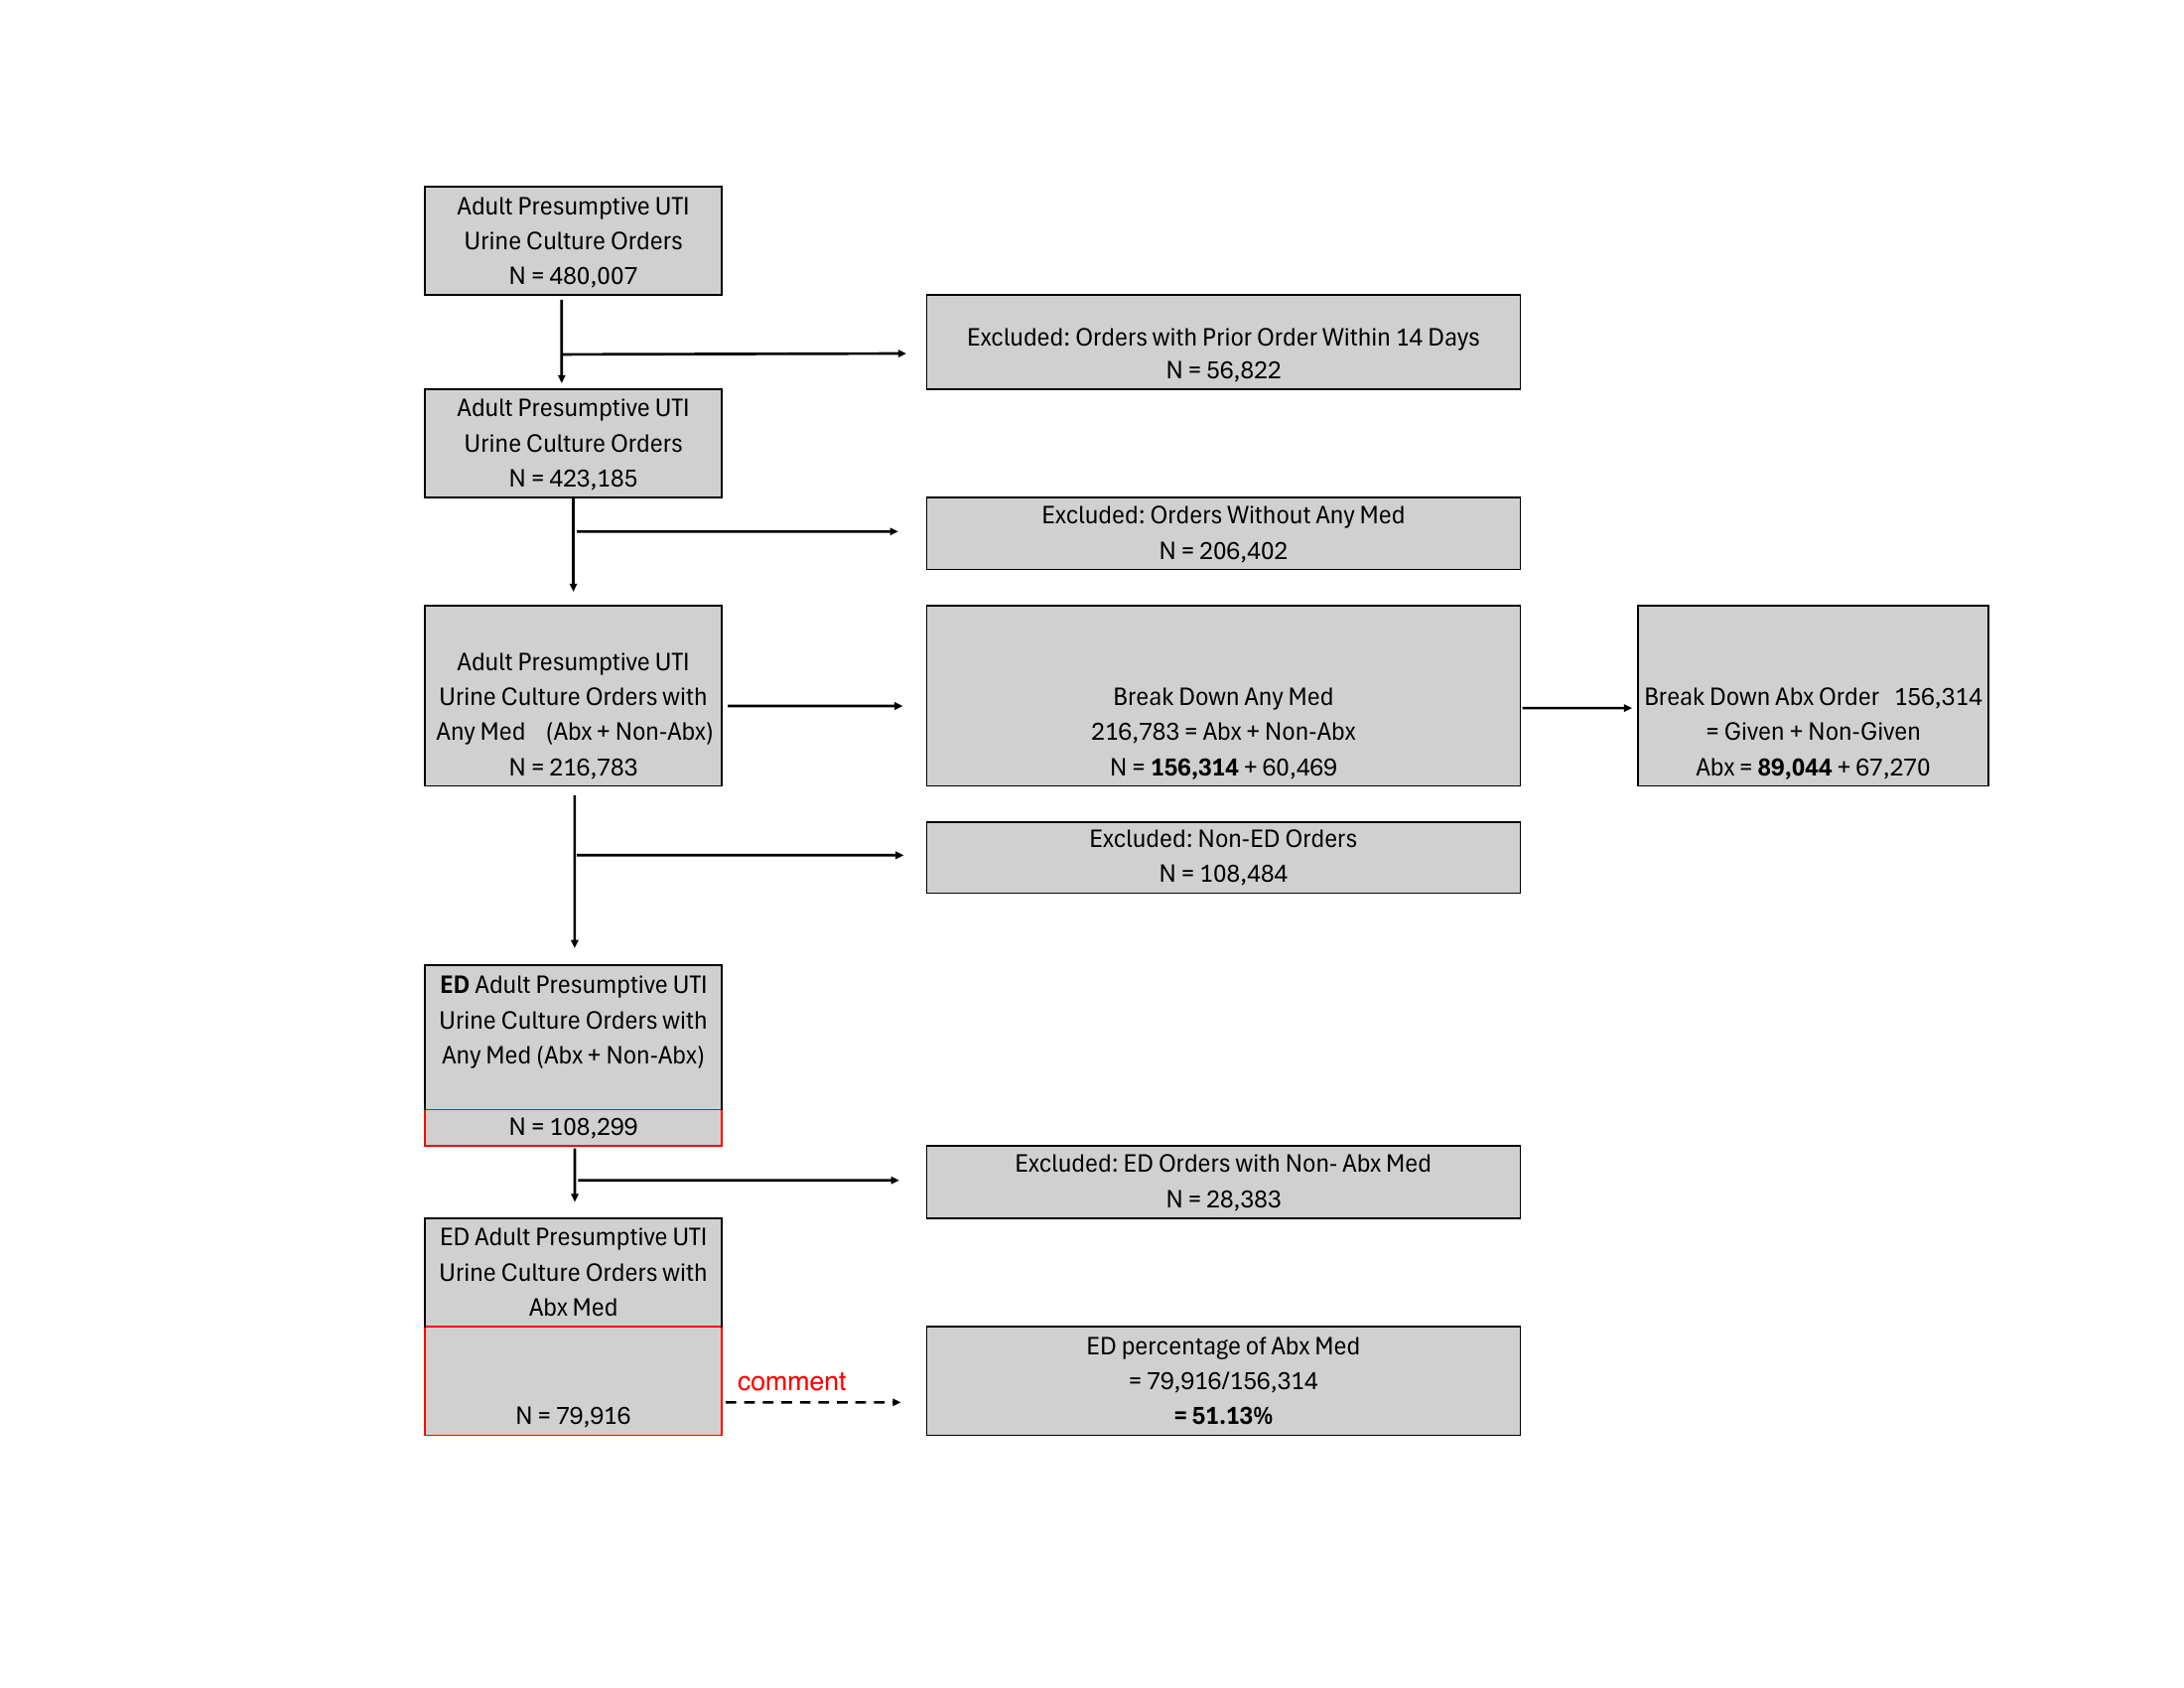 Adult Presumptive UTI
Urine Culture Orders
N = 480,007
Excluded: Orders with Prior Order Within 14 Days
N = 56,822
Adult Presumptive UTI
Urine Culture Orders
N = 423,185
Excluded: Orders Without Any Med
N = 206,402
Adult Presumptive UTI
Urine Culture Orders with
Any Med (Abx + Non-Abx)
N = 216,783
Break Down Any Med
216,783 = Abx + Non-Abx
N = 156,314 + 60,469
Break Down Abx Order 156,314
= Given + Non-Given
Abx = 89,044 + 67,270
Excluded: Non-ED Orders
N = 108,484
ED Adult Presumptive UTI
Urine Culture Orders with
Any Med (Abx + Non-Abx)
N = 108,299
Excluded: ED Orders with Non- Abx Med
N = 28,383
ED Adult Presumptive UTI
Urine Culture Orders with
Abx Med
N = 79,916
comment
ED percentage of Abx Med
= 79,916/156,314
= 51.13%